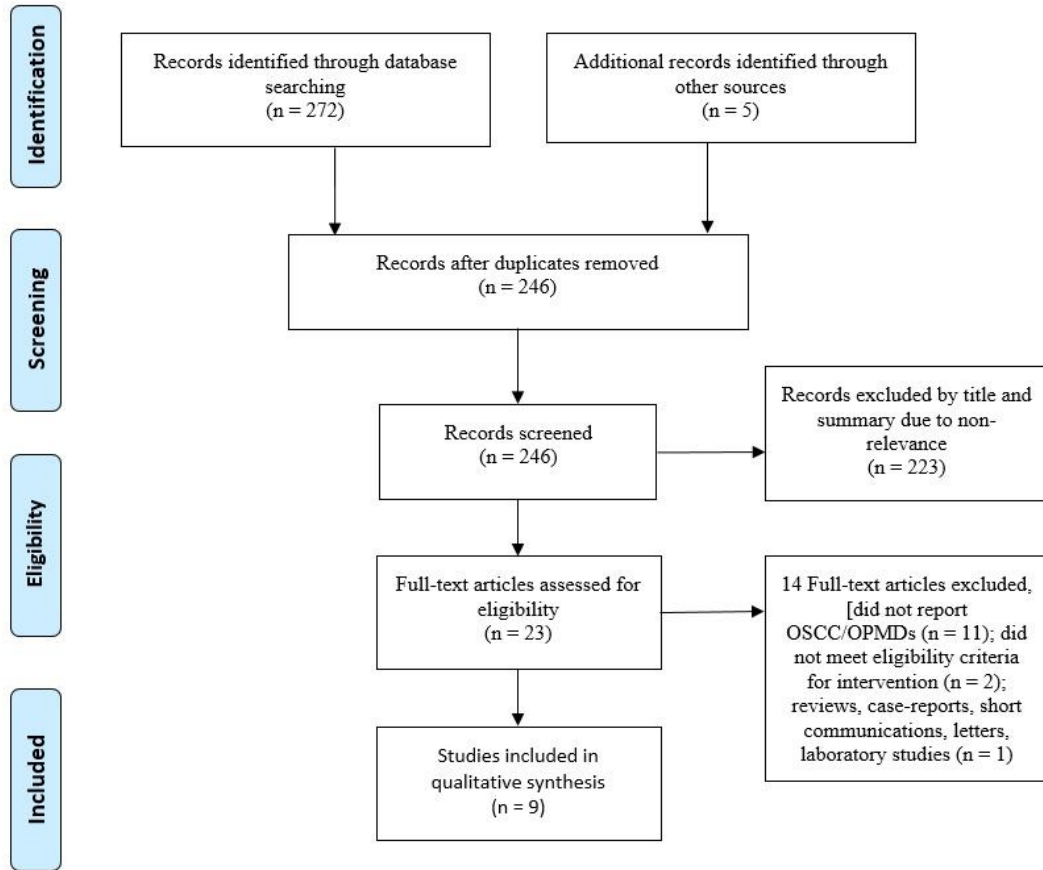 Identification
Records identified through database
searching
(n = 272)
Additional records identified through
other sources
(n = 5)
Screening
Records after duplicates removed
(n = 246)
Records screened
(n = 246)
Records excluded by title and
summary due to non-
relevance
(n = 223)
Eligibility
Full-text articles assessed for
eligibility
(n = 23)
14 Full-text articles excluded,
[did not report
OSCC/OPMDs (n = 11); did
not meet eligibility criteria
for intervention (n = 2);
reviews, case-reports, short
communications, letters,
laboratory studies (n = 1)
Included
Studies included in
qualitative synthesis
(n = 9)